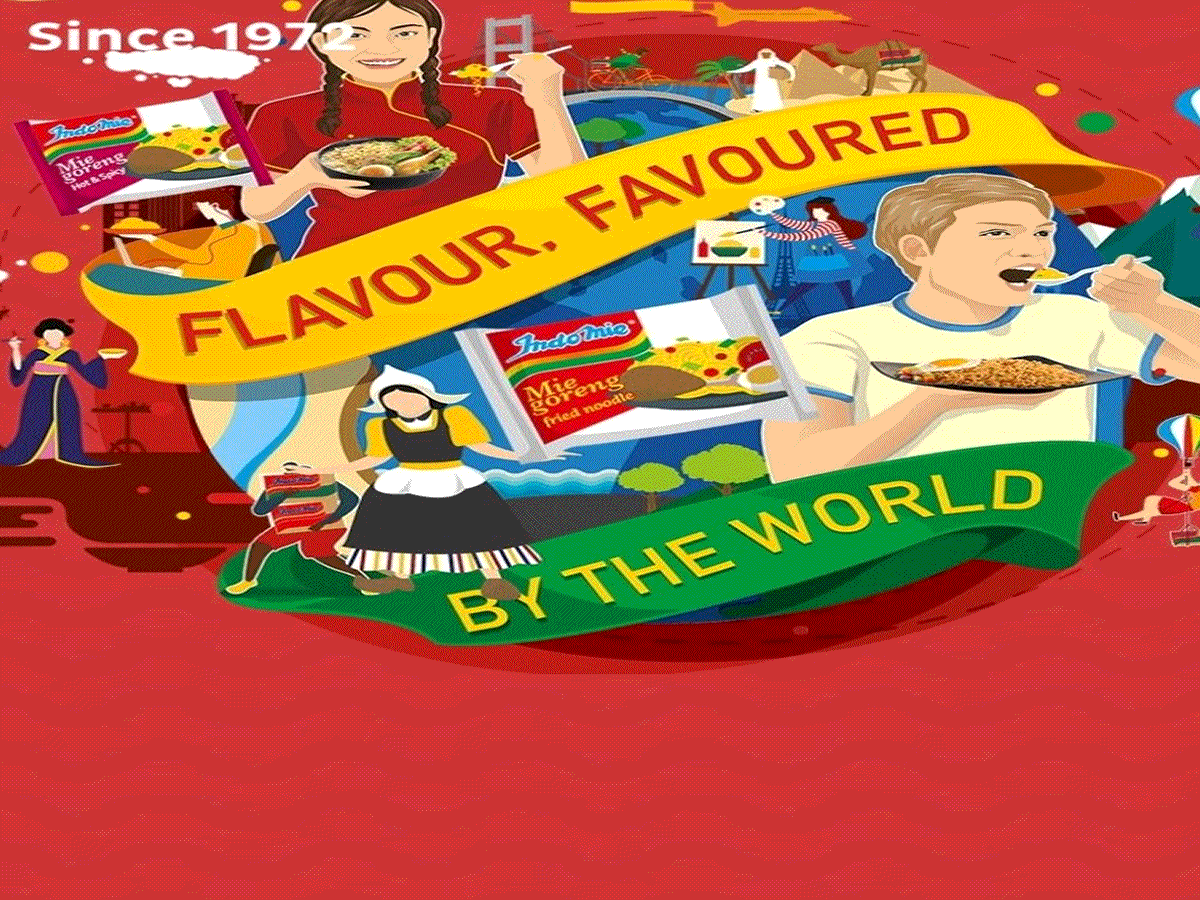 Since 1972
Indomie
Mie
goreng
Hot & Spicy
FLAVOUR, FAVOURED
Indomie
Mie
goreng
fried noodle
BY THE WORLD